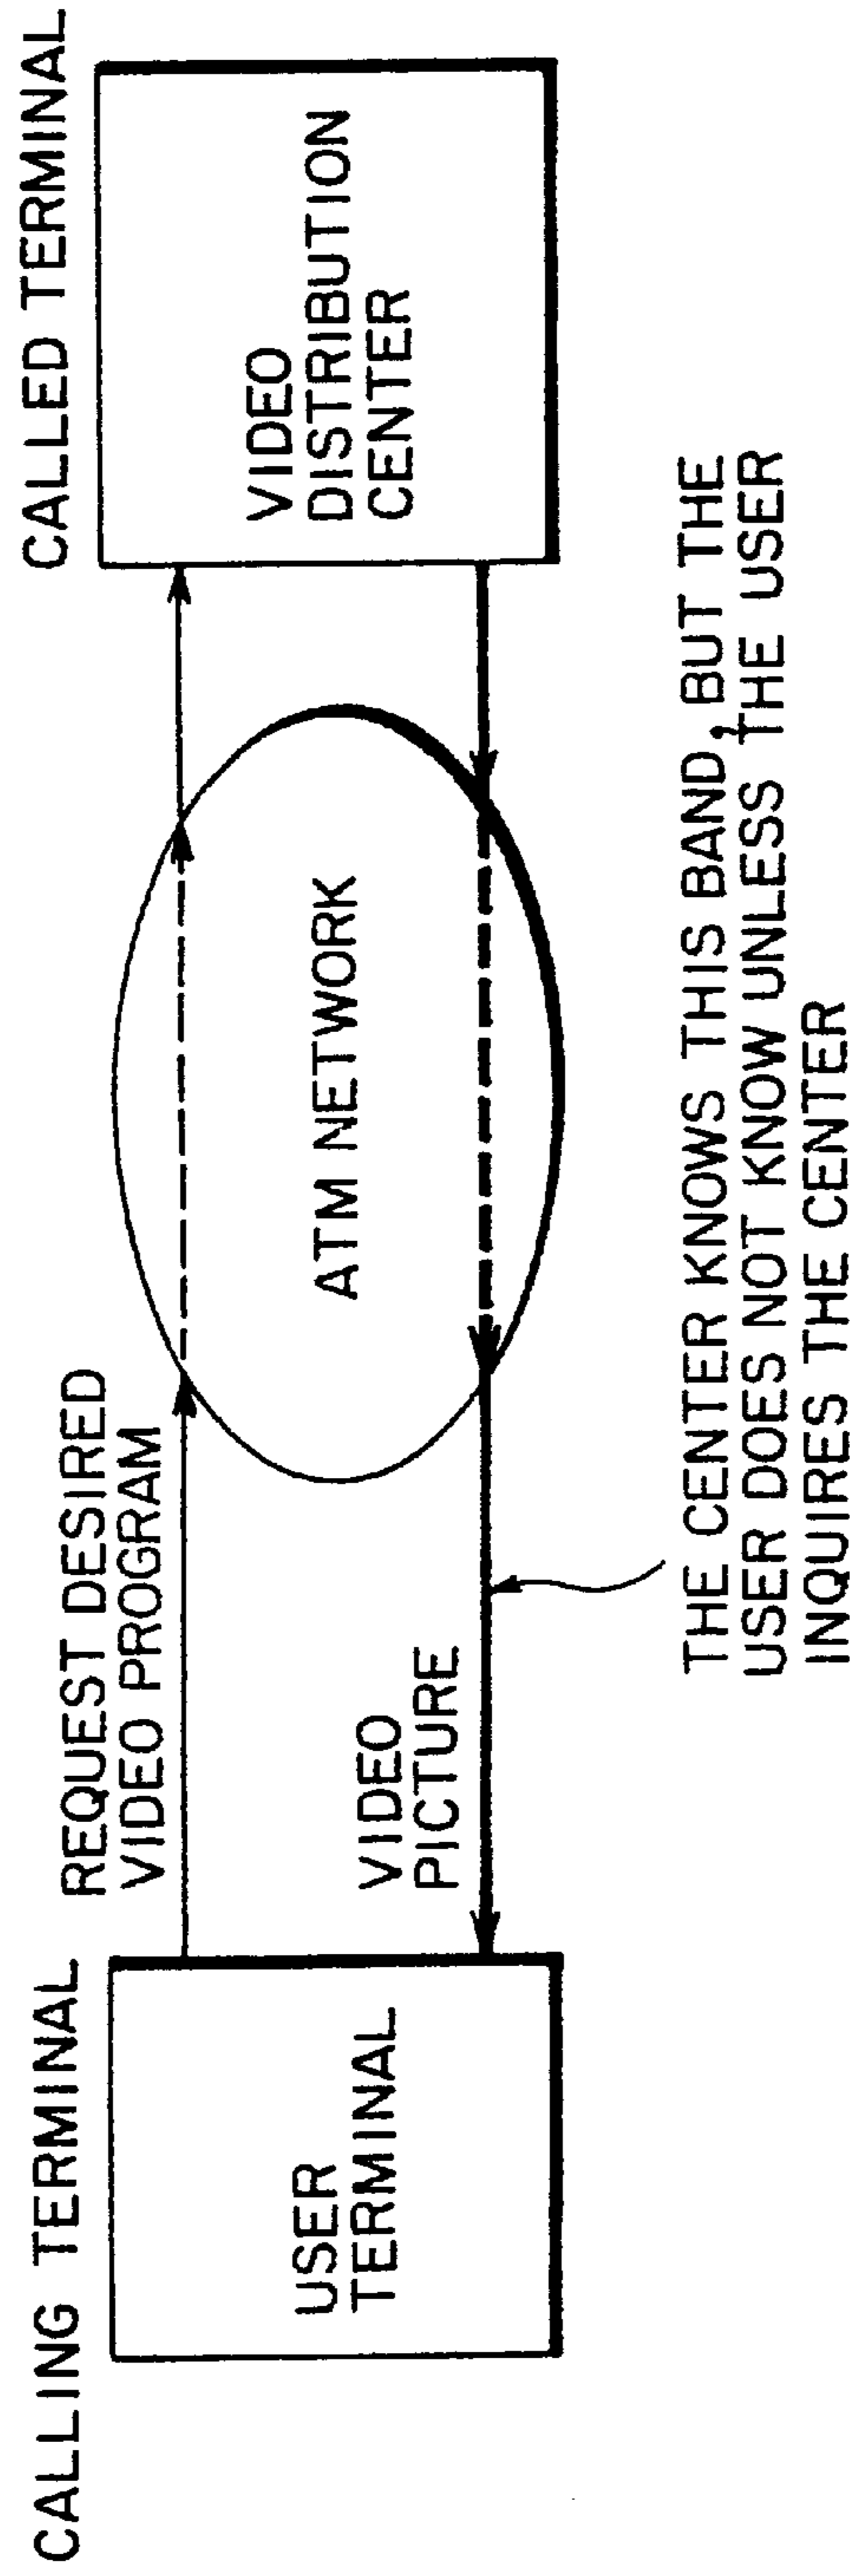 CALLING TERMINAL
CALLED TERMINAL
REQUEST DESIRED
VIDEO PROGRAM
USER
TERMINAL
VIDEO
PICTURE
ATM NETWORK
VIDEO
DISTRIBUTION
CENTER
THE CENTER KNOWS THIS BAND, BUT THE
USER DOES NOT KNOW UNLESS THE USER
INQUIRES THE CENTER